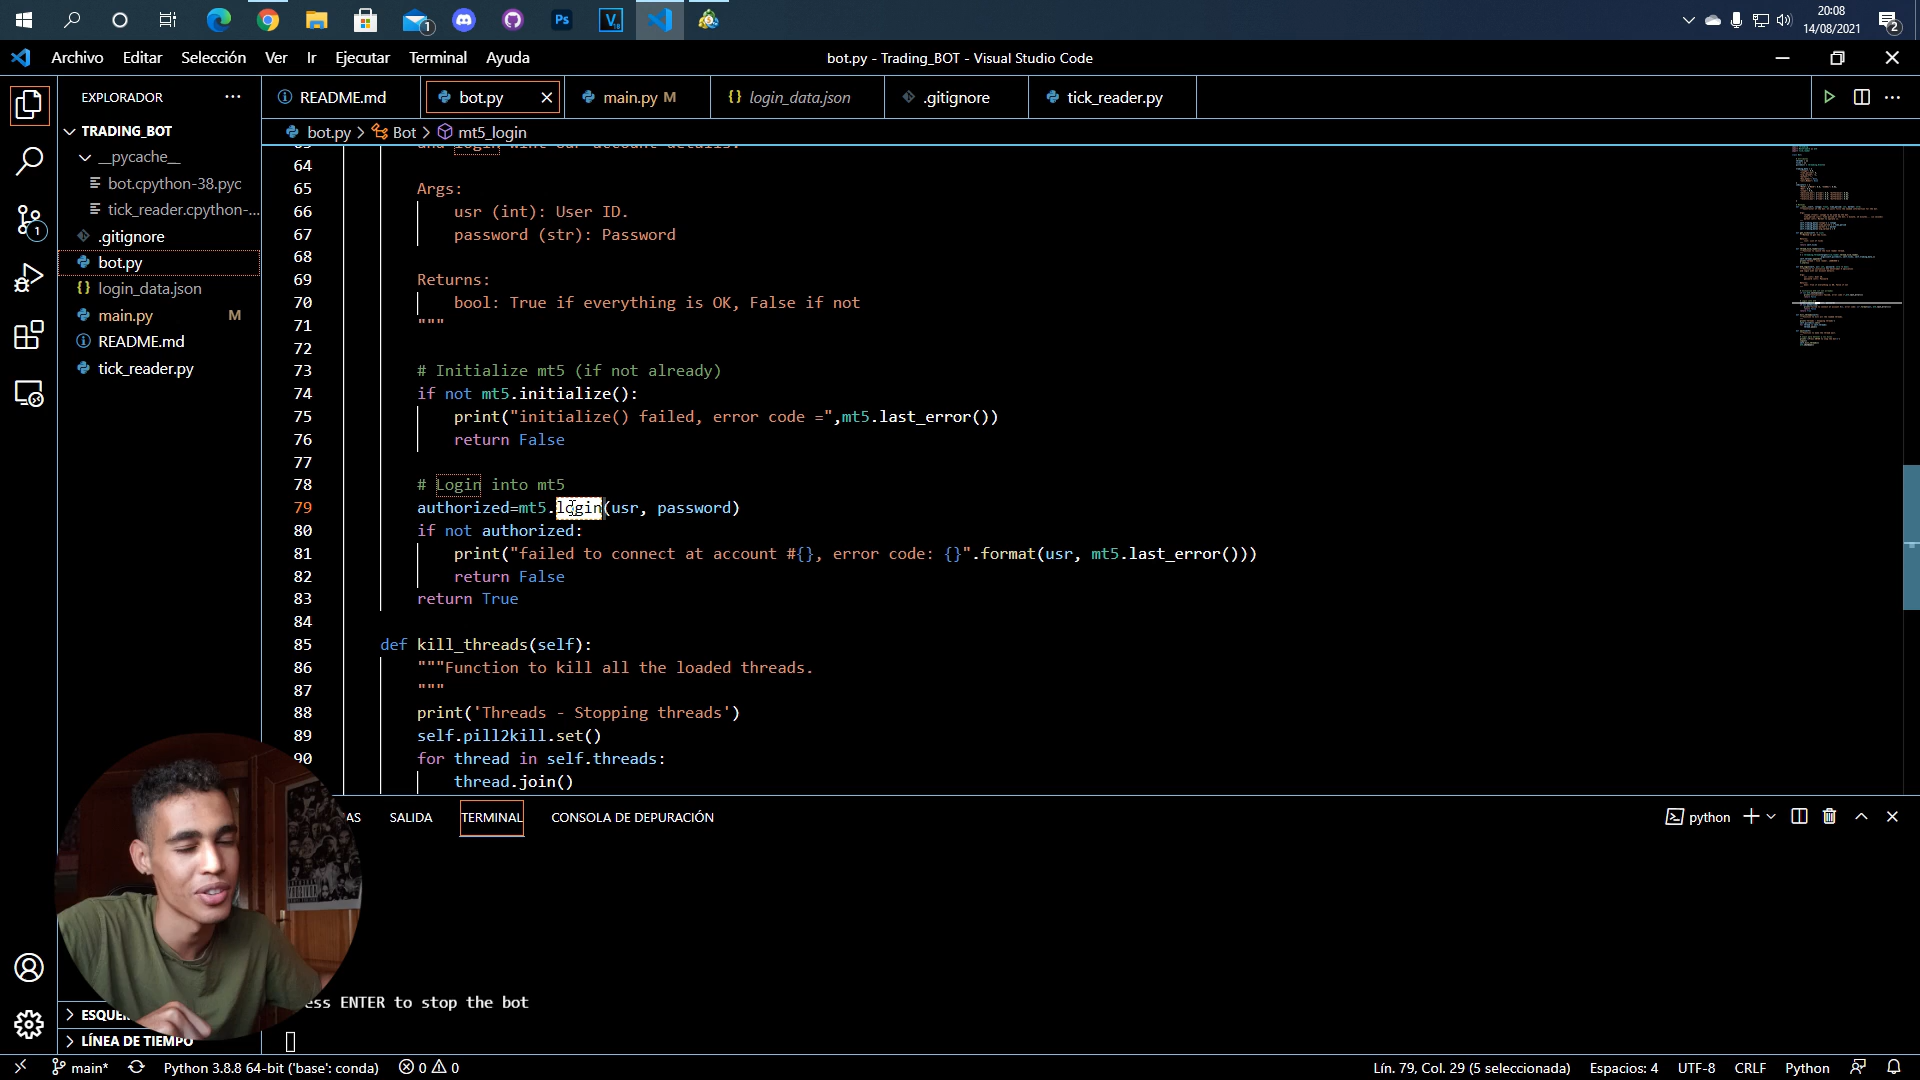 1
Ps
20:08
14/08/2021
2
Archivo Editar Selección Ver Ir Ejecutar Terminal Ayuda
bot.py - Trading_BOT - Visual Studio Code
EXPLORADOR
README.md
bot.py
main.py M
login_data.json
.gitignore
tick_reader.py
bot.py > Bot > mt5_login
TRADING_BOT
__pycache__
bot.cpython-38.pyc
tick_reader.cpython-...
.gitignore
bot.py
login_data.json
main.py M
README.md
tick_reader.py
1
64
65 Args:
66 usr (int): User ID.
67 password (str): Password
68
69 Returns:
70 bool: True if everything is OK, False if not
71 """
72
73 # Initialize mt5 (if not already)
74 if not mt5.initialize():
75 print("initialize() failed, error code =",mt5.last_error())
76 return False
77
78 # Login into mt5
79 authorized=mt5.login(usr, password)
80 if not authorized:
81 print("failed to connect at account #{}, error code: {}".format(usr, mt5.last_error()))
82 return False
83 return True
84
85 def kill_threads(self):
86 """Function to kill all the loaded threads.
87 """
88 print('Threads - Stopping threads')
89 self.pill2kill.set()
90 for thread in self.threads:
thread.join()
AS SALIDA TERMINAL CONSOLA DE DEPURACIÓN
python
ess ENTER to stop the bot
ESQUE
LÍNEA DE TIEMPO
main* Python 3.8.8 64-bit ('base': conda) 0 0
Lín. 79, Col. 29 (5 seleccionada) Espacios: 4 UTF-8 CRLF Python